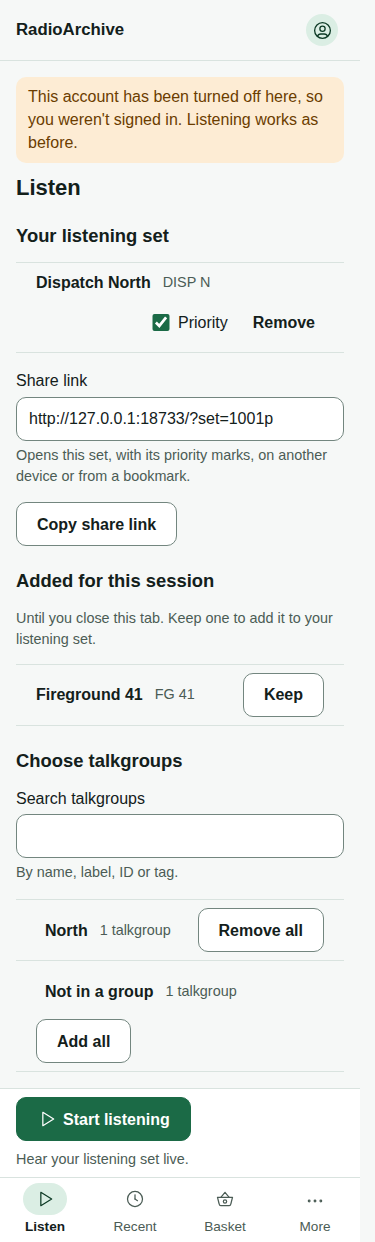 RadioArchive
This account has been turned off here, so
you weren't signed in. Listening works as
before.
Listen
Your listening set
Dispatch North DISP N
Priority Remove
Share link
http://127.0.0.1:18733/?set=1001p
Opens this set, with its priority marks, on another
device or from a bookmark.
Copy share link
Added for this session
Until you close this tab. Keep one to add it to your
listening set.
Fireground 41 FG 41 Keep
Choose talkgroups
Search talkgroups
By name, label, ID or tag.
North 1 talkgroup Remove all
Not in a group 1 talkgroup
Add all
Start listening
Hear your listening set live.
Listen Recent Basket More